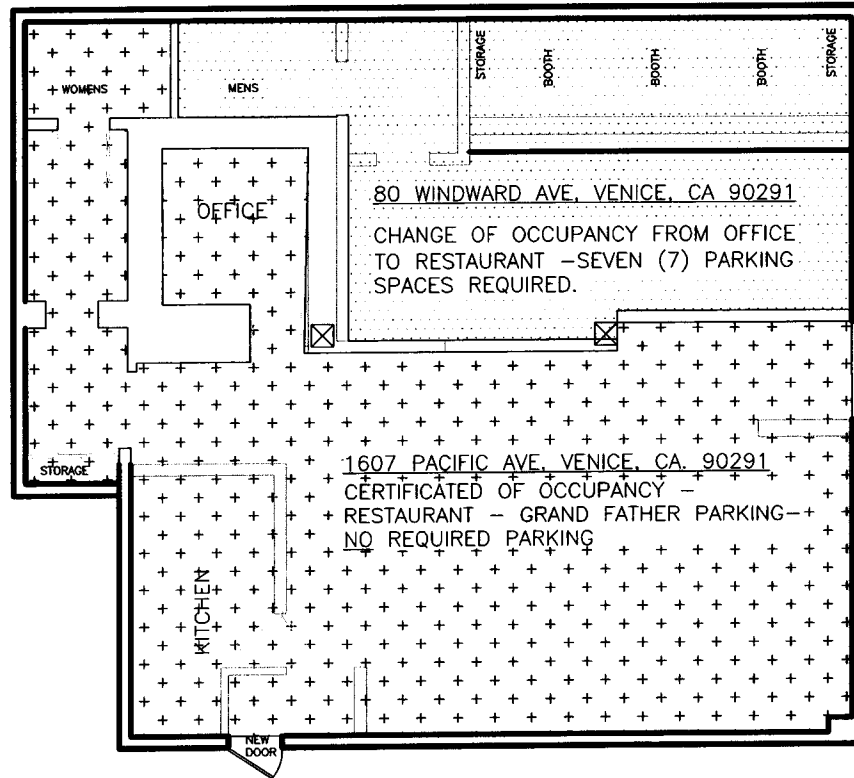 STORAGE
BOOTH
BOOTH
BOOTH
STORAGE
WOMENS
MENS
OFFICE
80 WINDWARD AVE, VENICE, CA 90291
CHANGE OF OCCUPANCY FROM OFFICE
TO RESTAURANT –SEVEN (7) PARKING
SPACES REQUIRED.
STORAGE
1607 PACIFIC AVE, VENICE, CA. 90291
CERTIFICATED OF OCCUPANCY –
RESTAURANT – GRAND FATHER PARKING–
NO REQUIRED PARKING
KITCHEN
NEW
DOOR